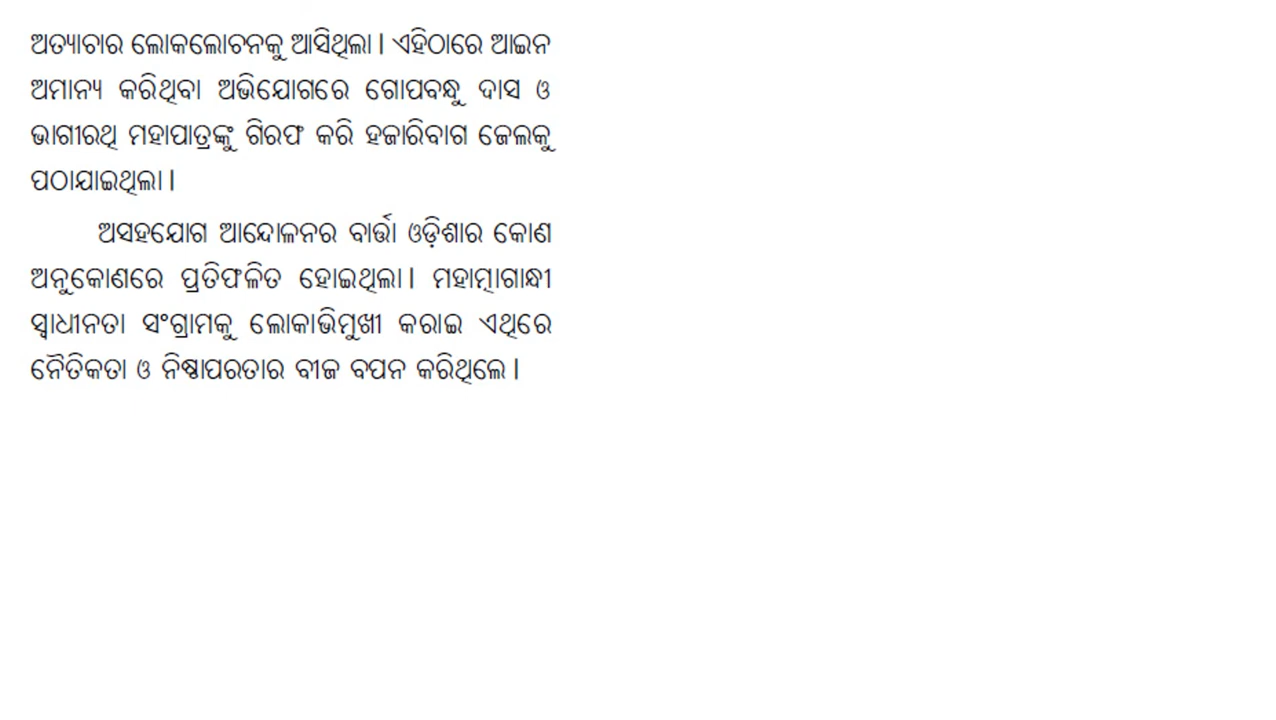 ଅତ୍ୟାଚାର ଲୋକଲୋଚନକୁ ଆସିଥିଲା। ଏହିଠାରେ ଆଇନ
ଅମାନ୍ୟ କରିଥିବା ଅଭିଯୋଗରେ ଗୋପବନ୍ଧୁ ଦାସ ଓ
ଭାଗୀରଥି ମହାପାତ୍ରଙ୍କୁ ଗିରଫ କରି ହଜାରିବାଗ ଜେଲକୁ
ପଠାଯାଇଥିଲା।
ଅସହଯୋଗ ଆନ୍ଦୋଳନର ବାର୍ତ୍ତା ଓଡ଼ିଶାର କୋଣ
ଅନୁକୋଣରେ ପ୍ରତିଫଳିତ ହୋଇଥିଲା। ମହାତ୍ମାଗାନ୍ଧୀ
ସ୍ୱାଧୀନତା ସଂଗ୍ରାମକୁ ଲୋକାଭିମୁଖୀ କରାଇ ଏଥିରେ
ନୈତିକତା ଓ ନିଷ୍ଠାପରତାର ବୀଜ ବପନ କରିଥିଲେ।